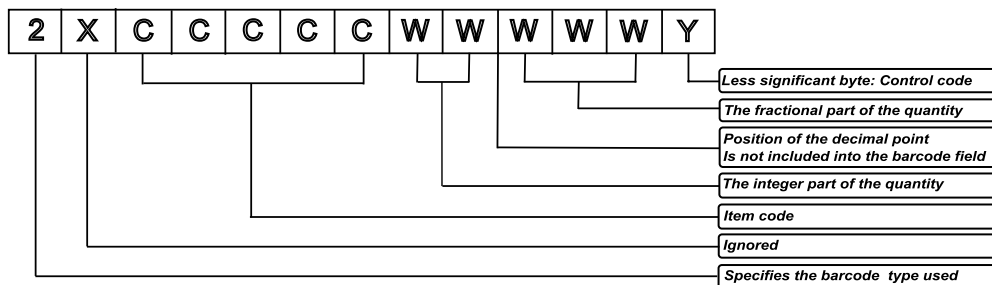 2 X C C C C C W W W W W Y
Less significant byte: Control code
The fractional part of the quantity
Position of the decimal point
Is not included into the barcode field
The integer part of the quantity
Item code
Ignored
Specifies the barcode type used